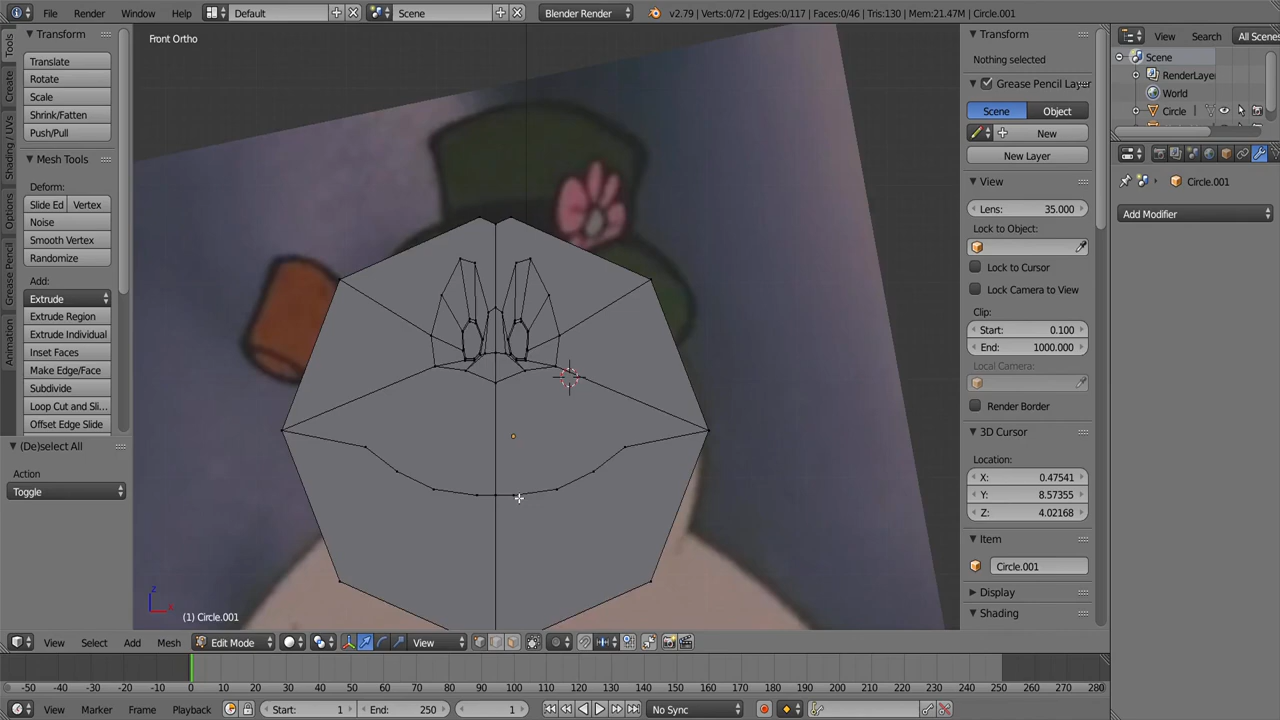 File Render Window Help Default Scene Blender Render v2.79 | Verts:0/72 | Edges:0/117 | Faces:0/46 | Tris:130 | Mem:21.47M | Circle.001
Tools
Create
Shading / UVs
Options
Grease Pencil
Animation
Transform
Translate
Rotate
Scale
Shrink/Fatten
Push/Pull
Mesh Tools
Deform:
Slide Ed Vertex
Noise
Smooth Vertex
Randomize
Add:
Extrude
Extrude Region
Extrude Individual
Inset Faces
Make Edge/Face
Subdivide
Loop Cut and Sli...
Offset Edge Slide
(De)select All
Action
Toggle
Front Ortho
z
x
(1) Circle.001
Transform
Nothing selected
Grease Pencil Layer
Scene Object
New
New Layer
View
Lens: 35.000
Lock to Object:
Lock to Cursor
Lock Camera to View
Clip:
Start: 0.100
End: 1000.000
Local Camera:
Render Border
3D Cursor
Location:
X: 0.47541
Y: 8.57355
Z: 4.02168
Item
Circle.001
Display
Shading
View Search All Scenes
Scene
RenderLayer
World
Circle
Circle.001
Add Modifier
View Select Add Mesh Edit Mode View
-50 -40 -30 -20 -10 0 10 20 30 40 50 60 70 80 90 100 110 120 130 140 150 160 170 180 190 200 210 220 230 240 250 260 270 280
View Marker Frame Playback Start: 1 End: 250 1 No Sync